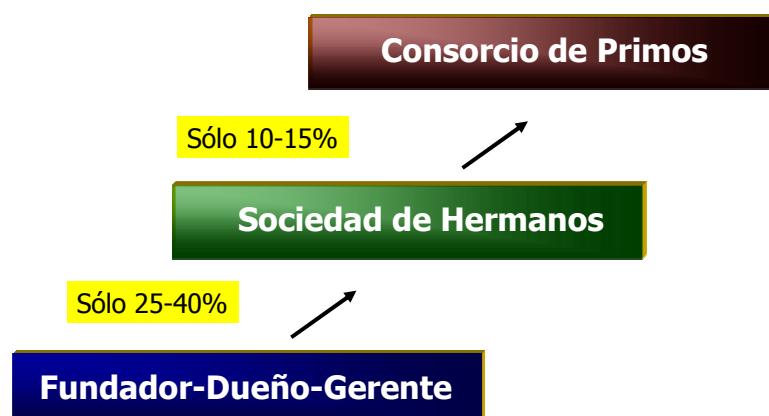 Consorcio de Primos
Sólo 10-15%
Sociedad de Hermanos
Sólo 25-40%
Fundador-Dueño-Gerente